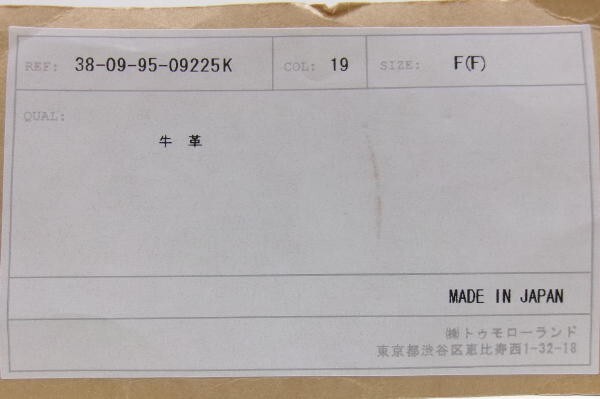 REF: 38-09-95-09225K COL: 19 SIZE: F(F)
QUAL:
牛 革
MADE IN JAPAN
㈱トゥモローランド
東京都渋谷区恵比寿西1-32-18